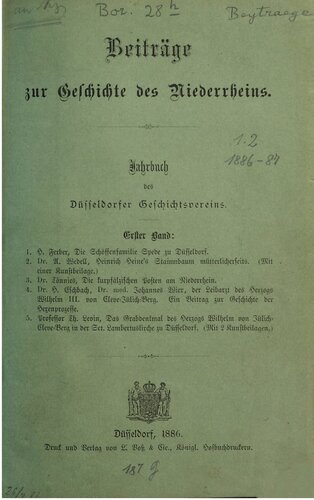 Bor. 28 h
Beytraege
Beiträge
zur Geschichte des Niederrheins.
1.2
1886-87
Jahrbuch
des
Düsseldorfer Geschichtsvereins.
Erster Band:
1. H. Ferber, Die Schöffenfamilie Spede zu Düsseldorf.
2. Dr. A. Wedell, Heinrich Heine's Stammbaum mütterlicherseits. (Mit
einer Kunstbeilage.)
3. Dr. Tönnies, Die kurpfälzischen Posten am Niederrhein.
4. Dr. H. Eschbach, Dr. med. Johannes Wier, der Leibarzt des Herzogs
Wilhelm III. von Cleve-Jülich-Berg. Ein Beitrag zur Geschichte der
Hexenprozesse.
5. Professor Th. Levin, Das Grabdenkmal des Herzogs Wilhelm von Jülich-
Cleve-Berg in der Sct. Lambertuskirche zu Düsseldorf. (Mit 2 Kunstbeilagen.)
Düsseldorf, 1886.
Druck und Verlag von L. Voß & Cie., Königl. Hofbuchdruckern.
187 g